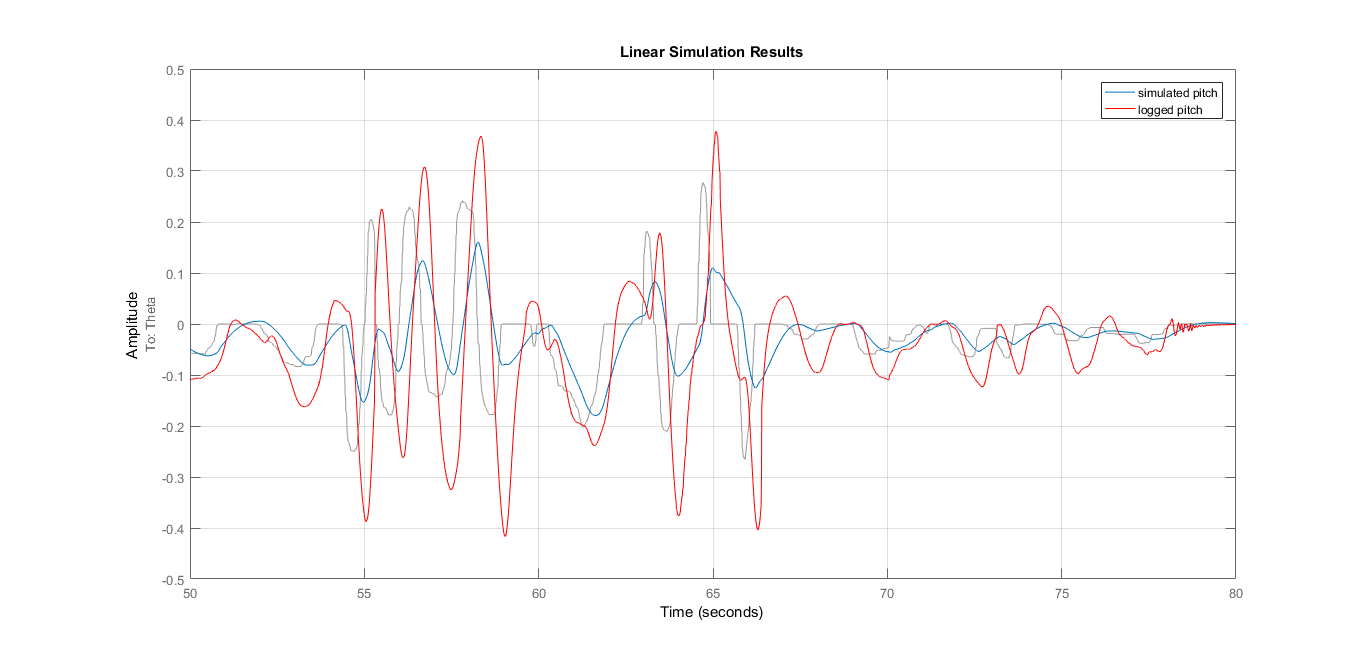 Linear Simulation Results
simulated pitch
logged pitch
Amplitude
To: Theta
0.5
0.4
0.3
0.2
0.1
0
-0.1
-0.2
-0.3
-0.4
-0.5
50 55 60 65 70 75 80
Time (seconds)